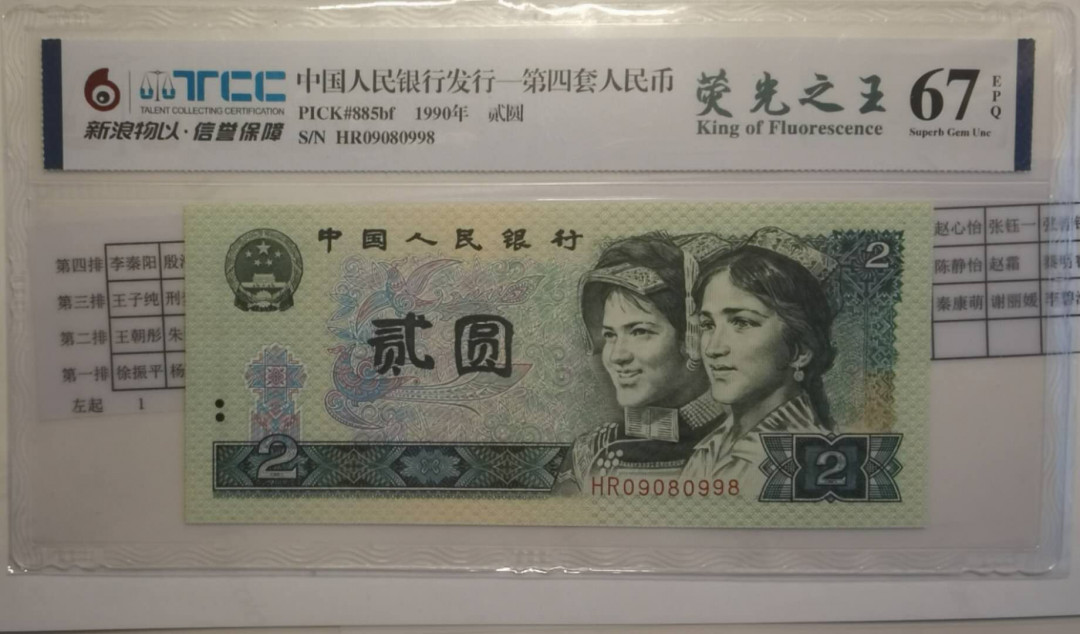 TCC
TALENT COLLECTING CERTIFICATION
新浪物以·信誉保障
中国人民银行发行—第四套人民币
PICK#885bf 1990年 贰圆
S/N HR09080998
荧光之王
King of Fluorescence
67
EPQ
Superb Gem Unc
中国人民银行
2
贰圆
2
HR09080998
2
第四排 李秦阳 殷
第三排 王子纯 刑
第二排 王朝彤 朱
第一排 徐振平 杨
左起 1
赵心怡 张钰一
陈静怡 赵霜
秦康萌 谢丽媛